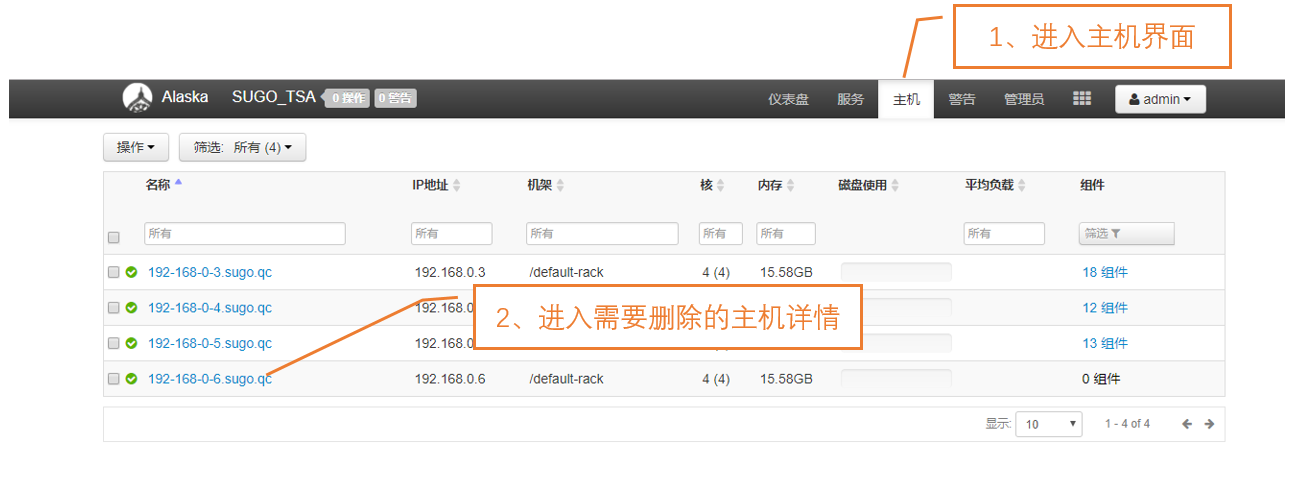 1、进入主机界面
Alaska SUGO_TSA 0 操作 0 警告 仪表盘 服务 主机 警告 管理员 admin
操作 筛选: 所有 (4)
名称 IP地址 机架 核 内存 磁盘使用 平均负载 组件
所有 所有 所有 所有 所有 所有 筛选
192-168-0-3.sugo.qc 192.168.0.3 /default-rack 4 (4) 15.58GB 18 组件
192-168-0-4.sugo.qc 192.168.0. 12 组件
2、进入需要删除的主机详情
192-168-0-5.sugo.qc 192.168.0. 13 组件
192-168-0-6.sugo.qc 192.168.0.6 /default-rack 4 (4) 15.58GB 0 组件
显示: 10 1 - 4 of 4